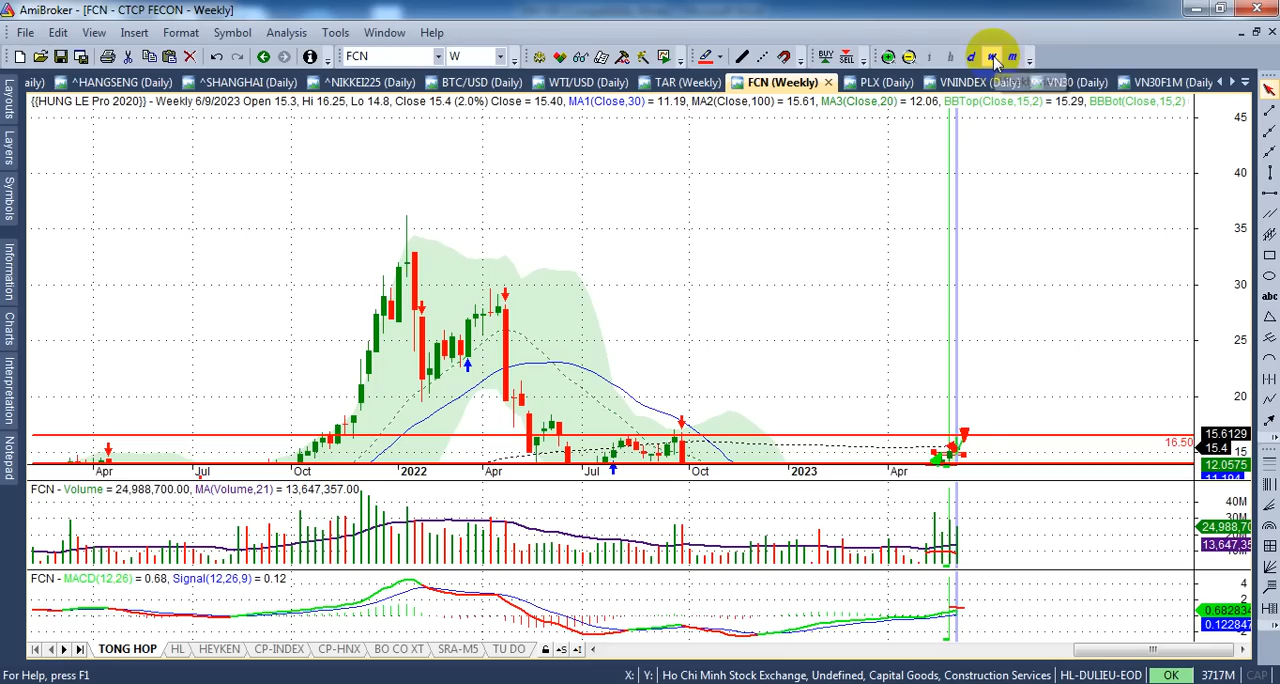 AmiBroker - [FCN - CTCP FECON - Weekly]
File Edit View Insert Format Symbol Analysis Tools Window Help
FCN W BUY SELL i h d w m
aily) ^HANGSENG (Daily) ^SHANGHAI (Daily) ^NIKKEI225 (Daily) BTC/USD (Daily) WTI/USD (Daily) TAR (Weekly) FCN (Weekly) PLX (Daily) VNINDEX (Daily) VN30 (Daily) VN30F1M (Daily)
{{HUNG LE Pro 2020}} - Weekly 6/9/2023 Open 15.3, Hi 16.25, Lo 14.8, Close 15.4 (2.0%) Close = 15.40, MA1(Close,30) = 11.19, MA2(Close,100) = 15.61, MA3(Close,20) = 12.06, BBTop(Close,15,2) = 15.29, BBBot(Close,15,2)
Layouts
Layers
Symbols
Information
Charts
Interpretation
Notepad
abc
45
40
35
30
25
20
15.6129
16.50
15.4
15
12.0575
Apr Jul Oct 2022 Apr Jul Oct 2023 Apr
FCN - Volume = 24,988,700.00, MA(Volume,21) = 13,647,357.00
40M
30M
24,988,70
13,647,35
FCN - MACD(12,26) = 0.68, Signal(12,26,9) = 0.12
4
2
0.682834
0.122847
TONG HOP HL HEYKEN CP-INDEX CP-HNX BO CO XT SRA-M5 TU DO
For Help, press F1 X: Y: Ho Chi Minh Stock Exchange, Undefined, Capital Goods, Construction Services HL-DULIEU-EOD OK 3717M CAP